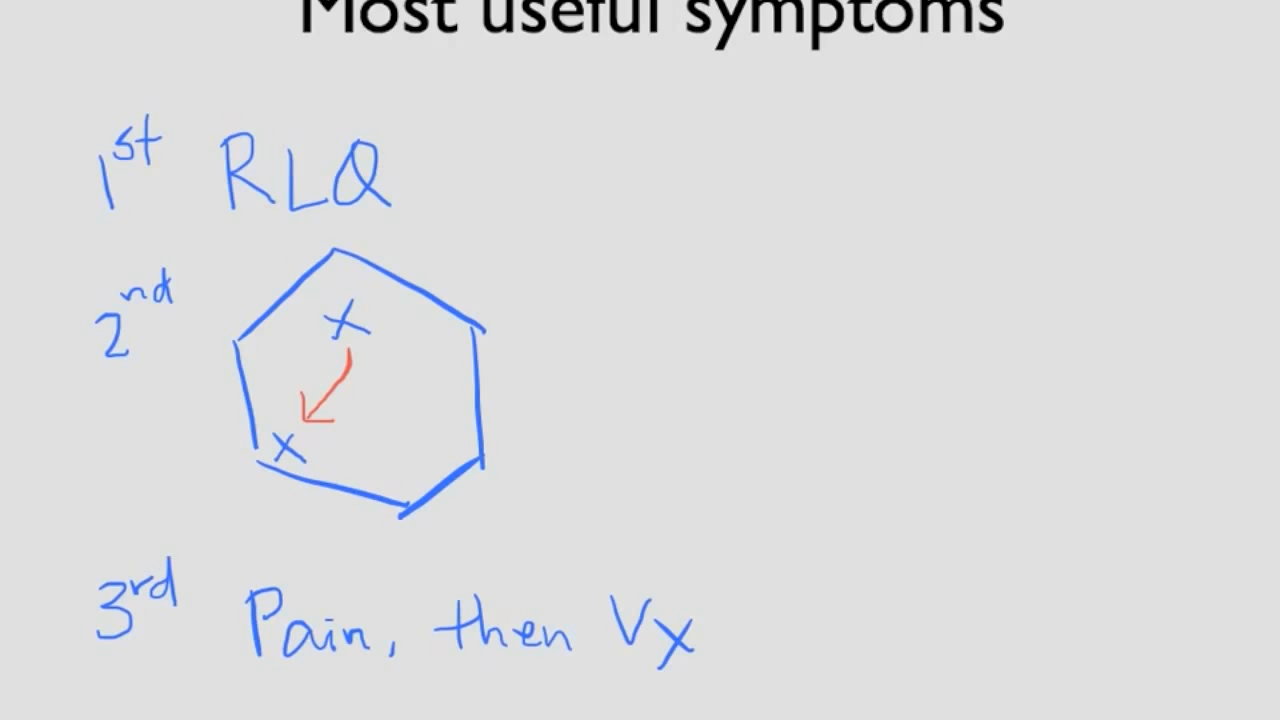 Most useful symptoms
1st RLQ
2nd
X
X
3rd Pain, then Vx